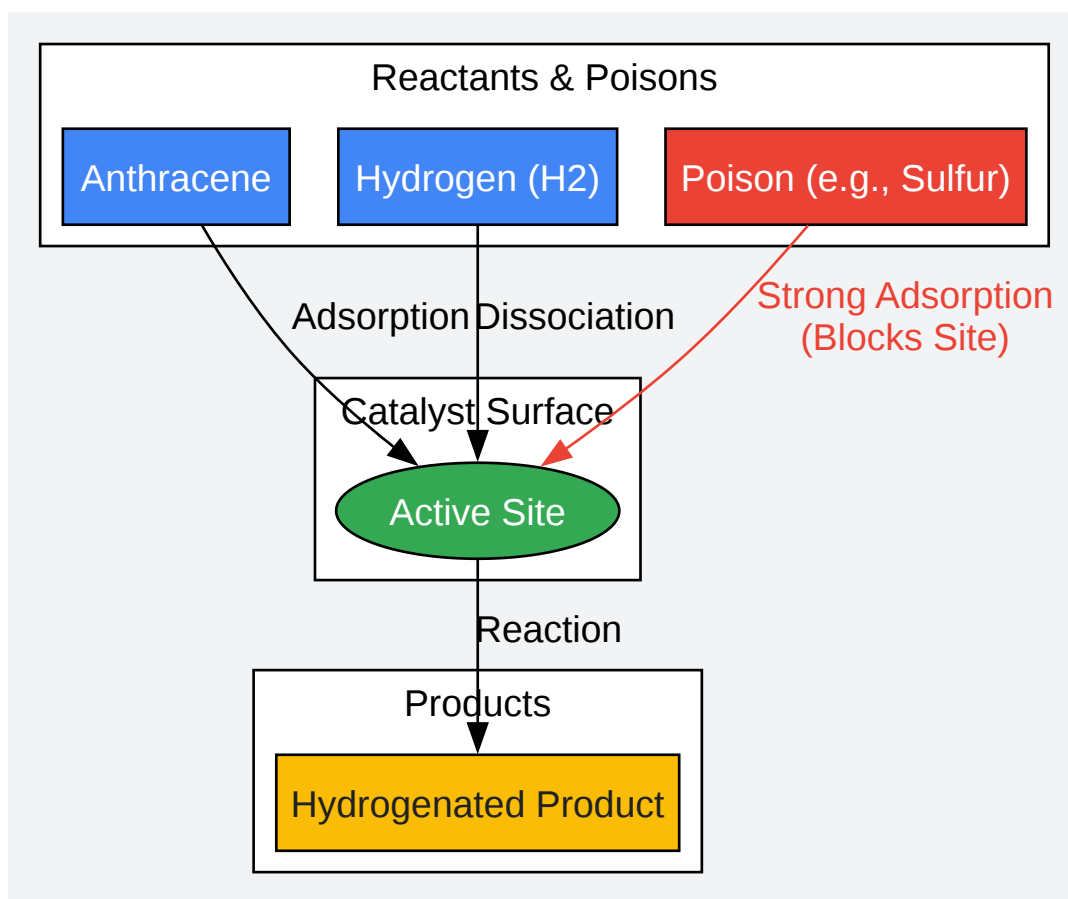 Reactants & Poisons
Anthracene
Hydrogen (H2)
Poison (e.g., Sulfur)
Adsorption
Dissociation
Strong Adsorption
(Blocks Site)
Catalyst Surface
Active Site
Reaction
Products
Hydrogenated Product